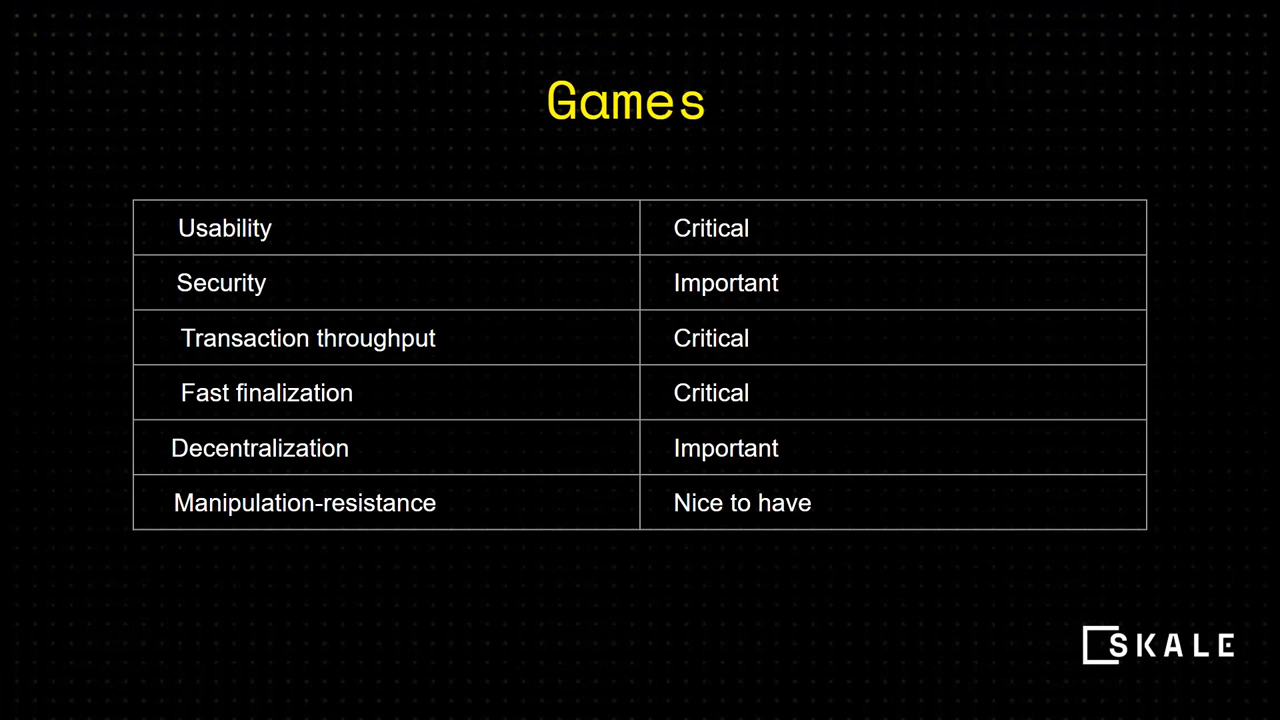 Games
Usability Critical
Security Important
Transaction throughput Critical
Fast finalization Critical
Decentralization Important
Manipulation-resistance Nice to have
SKALE